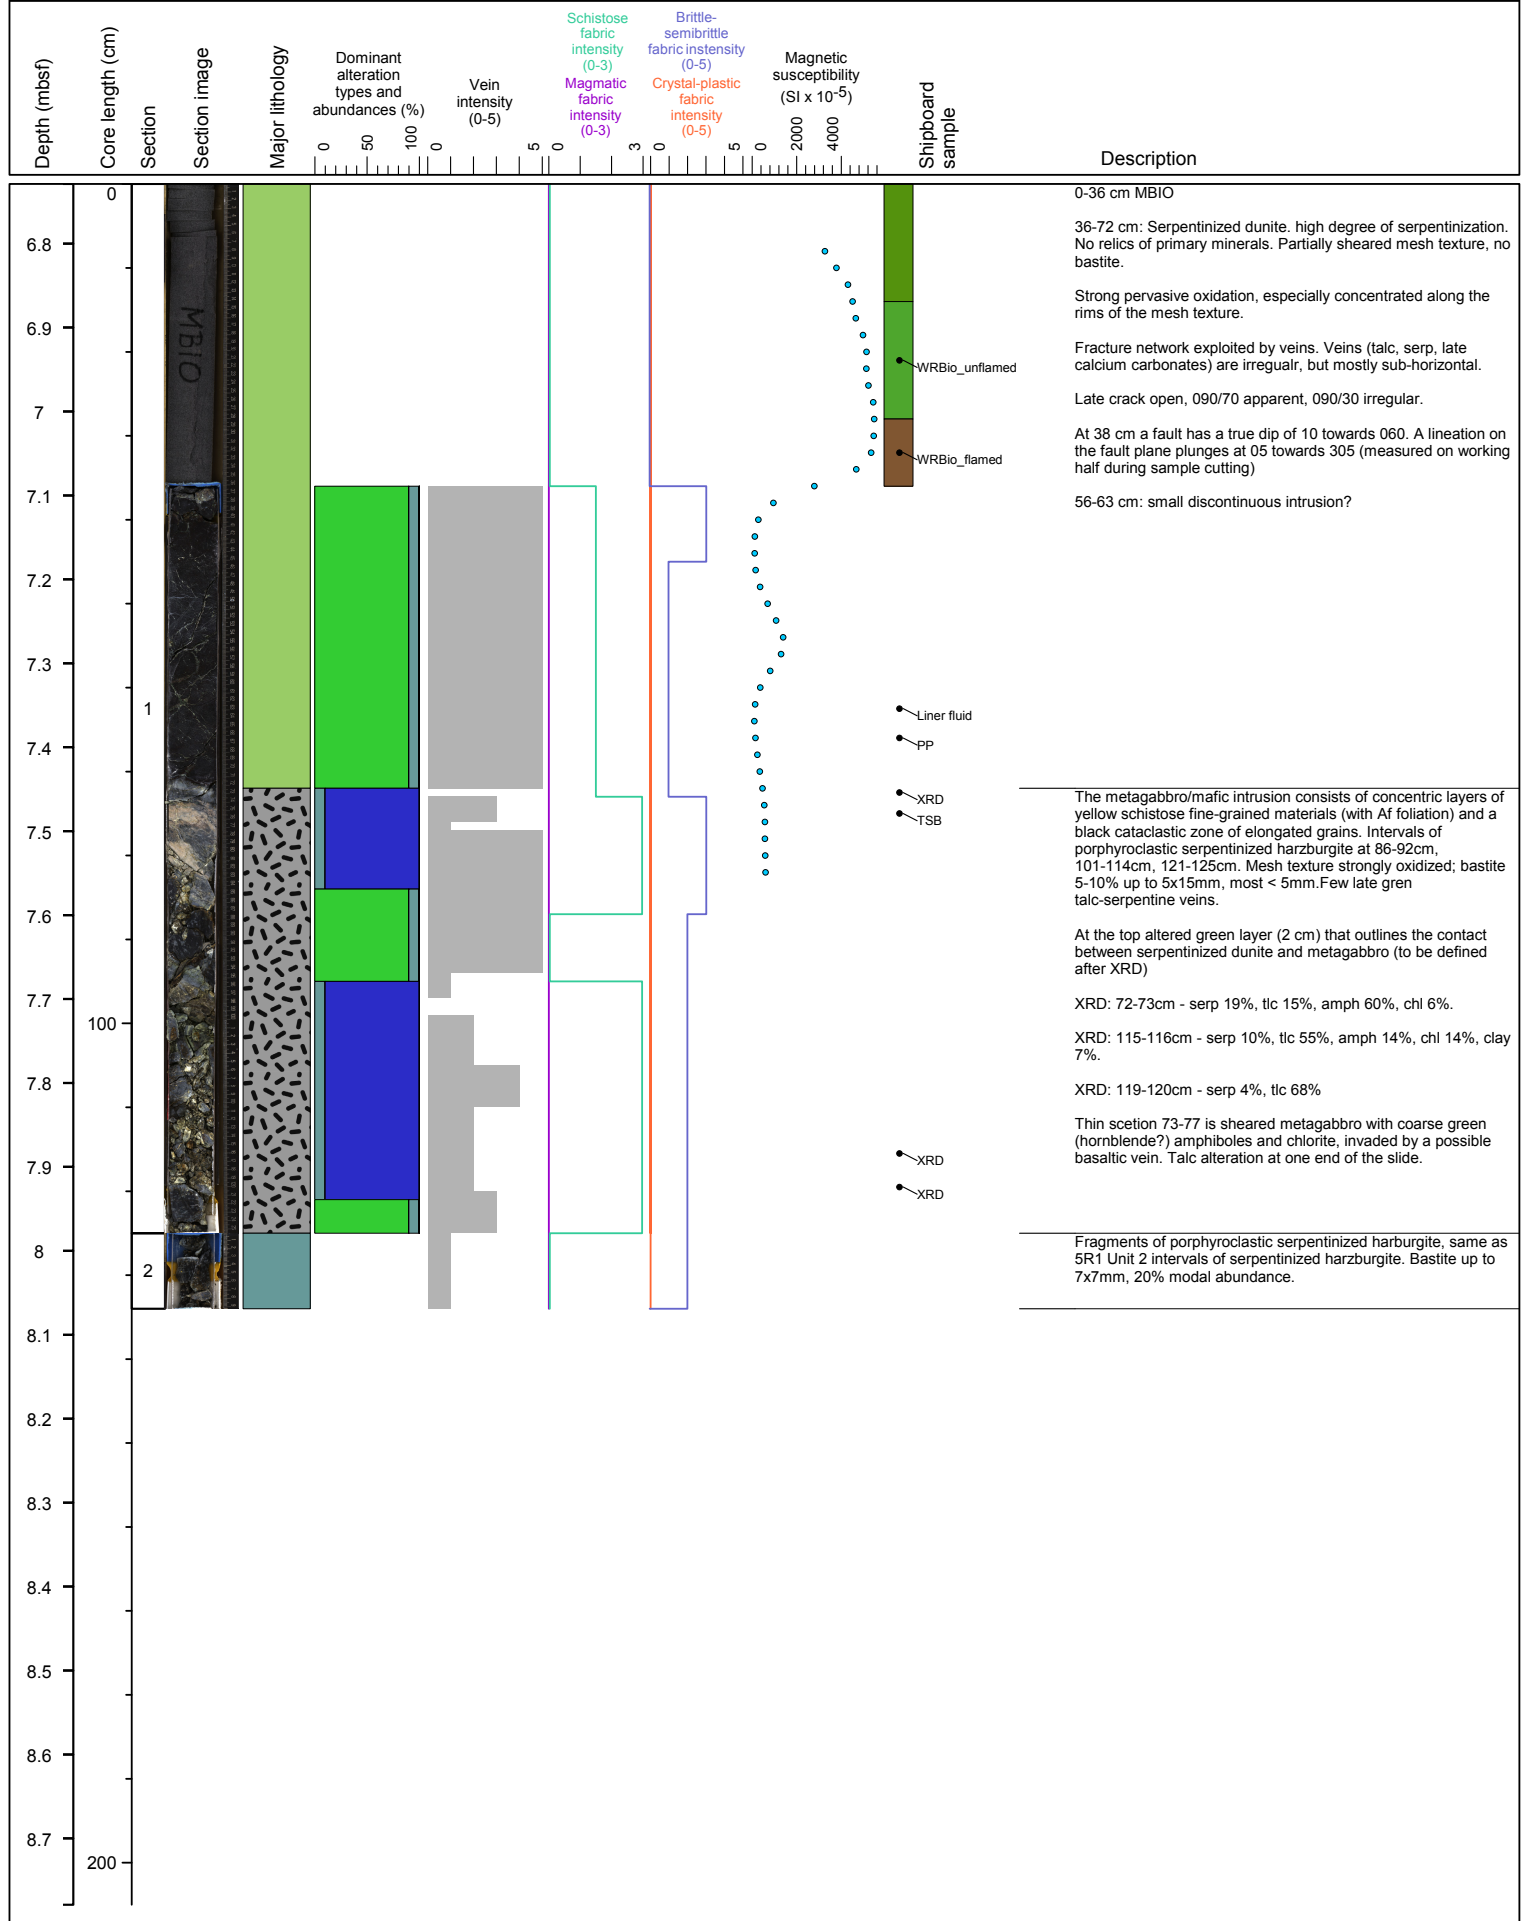 Depth (mbsf)
Core length (cm)
Section
Section image
Major lithology
Dominant
alteration
types and
abundances (%)
0
50
100
Vein
intensity
(0-5)
0
5
Schistose
fabric
intensity
(0-3)
Magmatic
fabric
intensity
(0-3)
0
3
Brittle-
semibrittle
fabric instensity
(0-5)
Crystal-plastic
fabric
intensity
(0-5)
0
5
Magnetic
susceptibility
(SI x 10-5)
0
2000
4000
Shipboard
sample
Description
6.8
6.9
7
7.1
7.2
7.3
7.4
7.5
7.6
7.7
7.8
7.9
8
8.1
8.2
8.3
8.4
8.5
8.6
8.7
0
100
200
1
2
MBIO
WRBio_unflamed
WRBio_flamed
Liner fluid
PP
XRD
TSB
XRD
XRD
0-36 cm MBIO
36-72 cm: Serpentinized dunite. high degree of serpentinization.
No relics of primary minerals. Partially sheared mesh texture, no
bastite.
Strong pervasive oxidation, especially concentrated along the
rims of the mesh texture.
Fracture network exploited by veins. Veins (talc, serp, late
calcium carbonates) are irregualr, but mostly sub-horizontal.
Late crack open, 090/70 apparent, 090/30 irregular.
At 38 cm a fault has a true dip of 10 towards 060. A lineation on
the fault plane plunges at 05 towards 305 (measured on working
half during sample cutting)
56-63 cm: small discontinuous intrusion?
The metagabbro/mafic intrusion consists of concentric layers of
yellow schistose fine-grained materials (with Af foliation) and a
black cataclastic zone of elongated grains. Intervals of
porphyroclastic serpentinized harzburgite at 86-92cm,
101-114cm, 121-125cm. Mesh texture strongly oxidized; bastite
5-10% up to 5x15mm, most < 5mm.Few late gren
talc-serpentine veins.
At the top altered green layer (2 cm) that outlines the contact
between serpentinized dunite and metagabbro (to be defined
after XRD)
XRD: 72-73cm - serp 19%, tlc 15%, amph 60%, chl 6%.
XRD: 115-116cm - serp 10%, tlc 55%, amph 14%, chl 14%, clay
7%.
XRD: 119-120cm - serp 4%, tlc 68%
Thin scetion 73-77 is sheared metagabbro with coarse green
(hornblende?) amphiboles and chlorite, invaded by a possible
basaltic vein. Talc alteration at one end of the slide.
Fragments of porphyroclastic serpentinized harburgite, same as
5R1 Unit 2 intervals of serpentinized harzburgite. Bastite up to
7x7mm, 20% modal abundance.